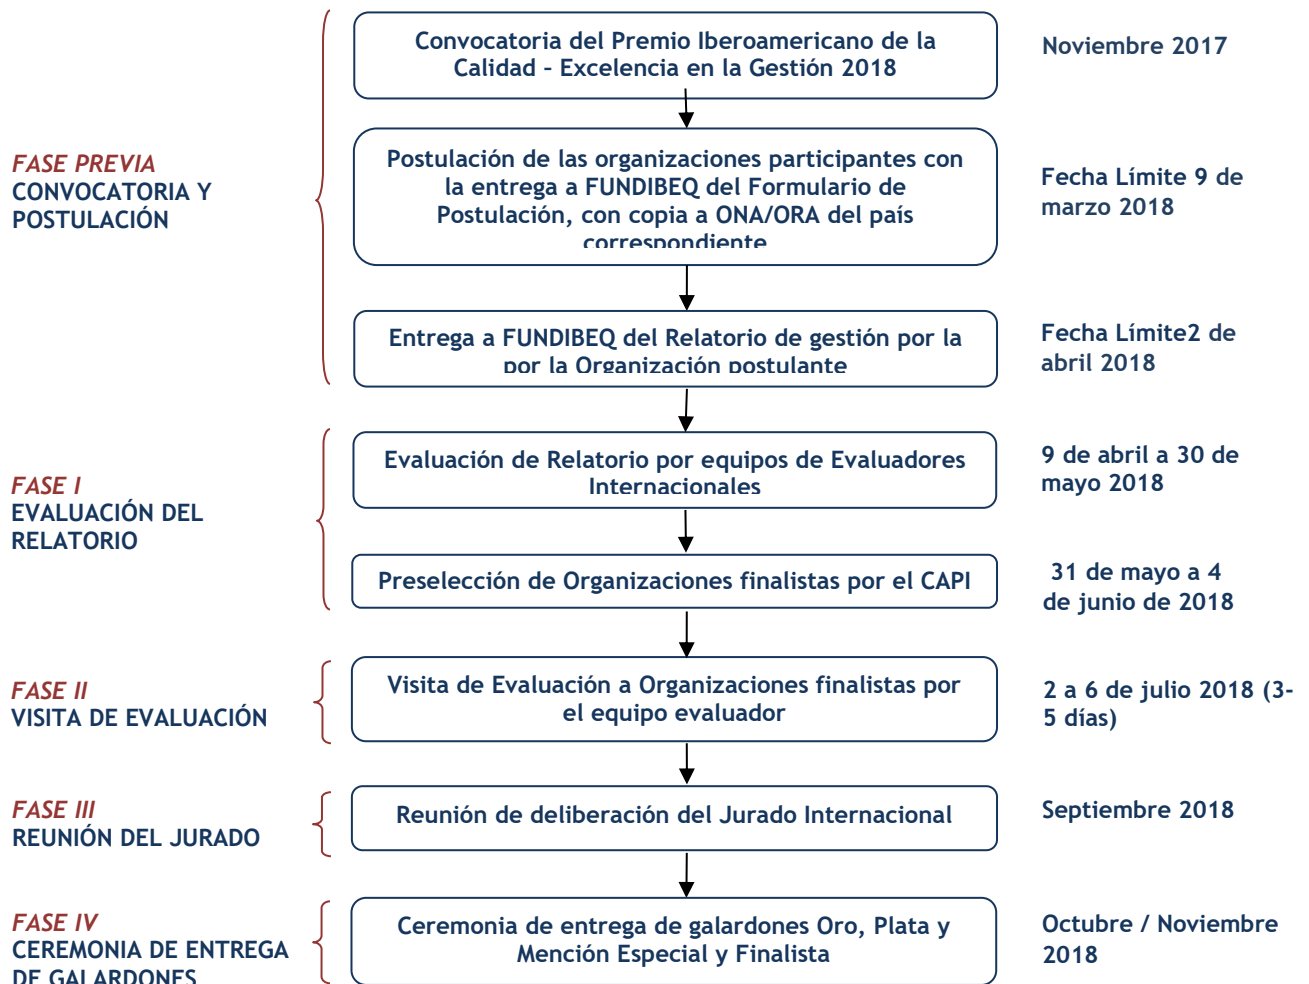 Convocatoria del Premio Iberoamericano de la
Calidad - Excelencia en la Gestión 2018
Noviembre 2017
FASE PREVIA
CONVOCATORIA Y
POSTULACIÓN
Postulación de las organizaciones participantes con
la entrega a FUNDIBEQ del Formulario de
Postulación, con copia a ONA/ORA del país
correspondiente
Fecha Límite 9 de
marzo 2018
Entrega a FUNDIBEQ del Relatorio de gestión por la
por la Organización postulante
Fecha Límite2 de
abril 2018
FASE I
EVALUACIÓN DEL
RELATORIO
Evaluación de Relatorio por equipos de Evaluadores
Internacionales
9 de abril a 30 de
mayo 2018
Preselección de Organizaciones finalistas por el CAPI
31 de mayo a 4
de junio de 2018
FASE II
VISITA DE EVALUACIÓN
Visita de Evaluación a Organizaciones finalistas por
el equipo evaluador
2 a 6 de julio 2018 (3-
5 días)
FASE III
REUNIÓN DEL JURADO
Reunión de deliberación del Jurado Internacional
Septiembre 2018
FASE IV
CEREMONIA DE ENTREGA
DE GALARDONES
Ceremonia de entrega de galardones Oro, Plata y
Mención Especial y Finalista
Octubre / Noviembre
2018